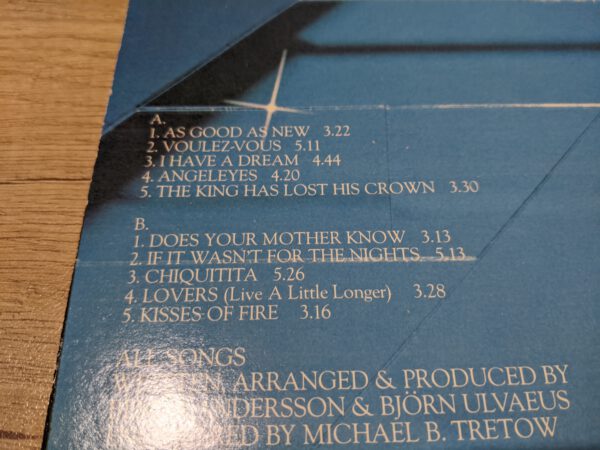 A.
1. AS GOOD AS NEW 3.22
2. VOULEZ-VOUS 5.11
3. I HAVE A DREAM 4.44
4. ANGELEYES 4.20
5. THE KING HAS LOST HIS CROWN 3.30
B.
1. DOES YOUR MOTHER KNOW 3.13
2. IF IT WASN'T FOR THE NIGHTS 5.13
3. CHIQUITITA 5.26
4. LOVERS (Live A Little Longer) 3.28
5. KISSES OF FIRE 3.16
ALL SONGS
WRITTEN, ARRANGED & PRODUCED BY
ANDERSSON & BJÖRN ULVAEUS
BY MICHAEL B. TRETOW